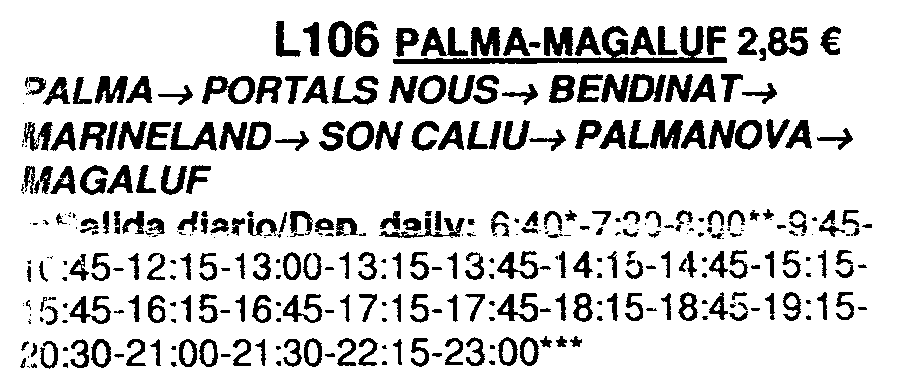 L106 PALMA-MAGALUF 2,85 €
PALMA→ PORTALS NOUS→ BENDINAT→
MARINELAND→ SON CALIU→ PALMANOVA→
MAGALUF
Salida diario/Dep. daily: 6:40*- -8:00**-9:45-
10:45-12:15-13:00-13:15-13:45-14:15-14:45-15:15-
15:45-16:15-16:45-17:15-17:45-18:15-18:45-19:15-
20:30-21:00-21:30-22:15-23:00***